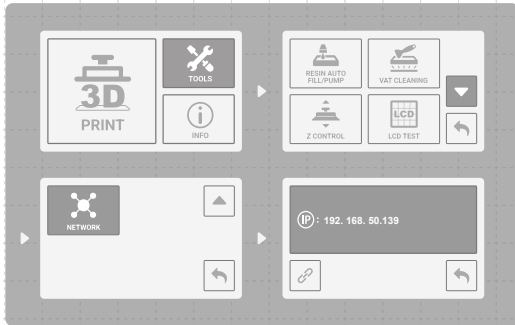 3D
PRINT
TOOLS
INFO
RESIN AUTO
FILL/PUMP
VAT CLEANING
Z CONTROL
LCD
LCD TEST
NETWORK
IP : 192. 168. 50.139